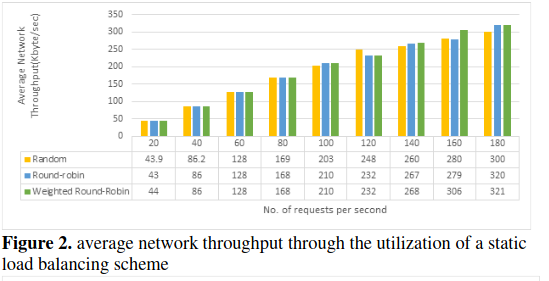 Average Network
Throughput(Kbyte/sec)
350
300
250
200
150
100
50
0
20 40 60 80 100 120 140 160 180
Random 43.9 86.2 128 169 203 248 260 280 300
Round-robin 43 86 128 168 210 232 267 279 320
Weighted Round-Robin 44 86 128 168 210 232 268 306 321
No. of requests per second
Figure 2. average network throughput through the utilization of a static
load balancing scheme